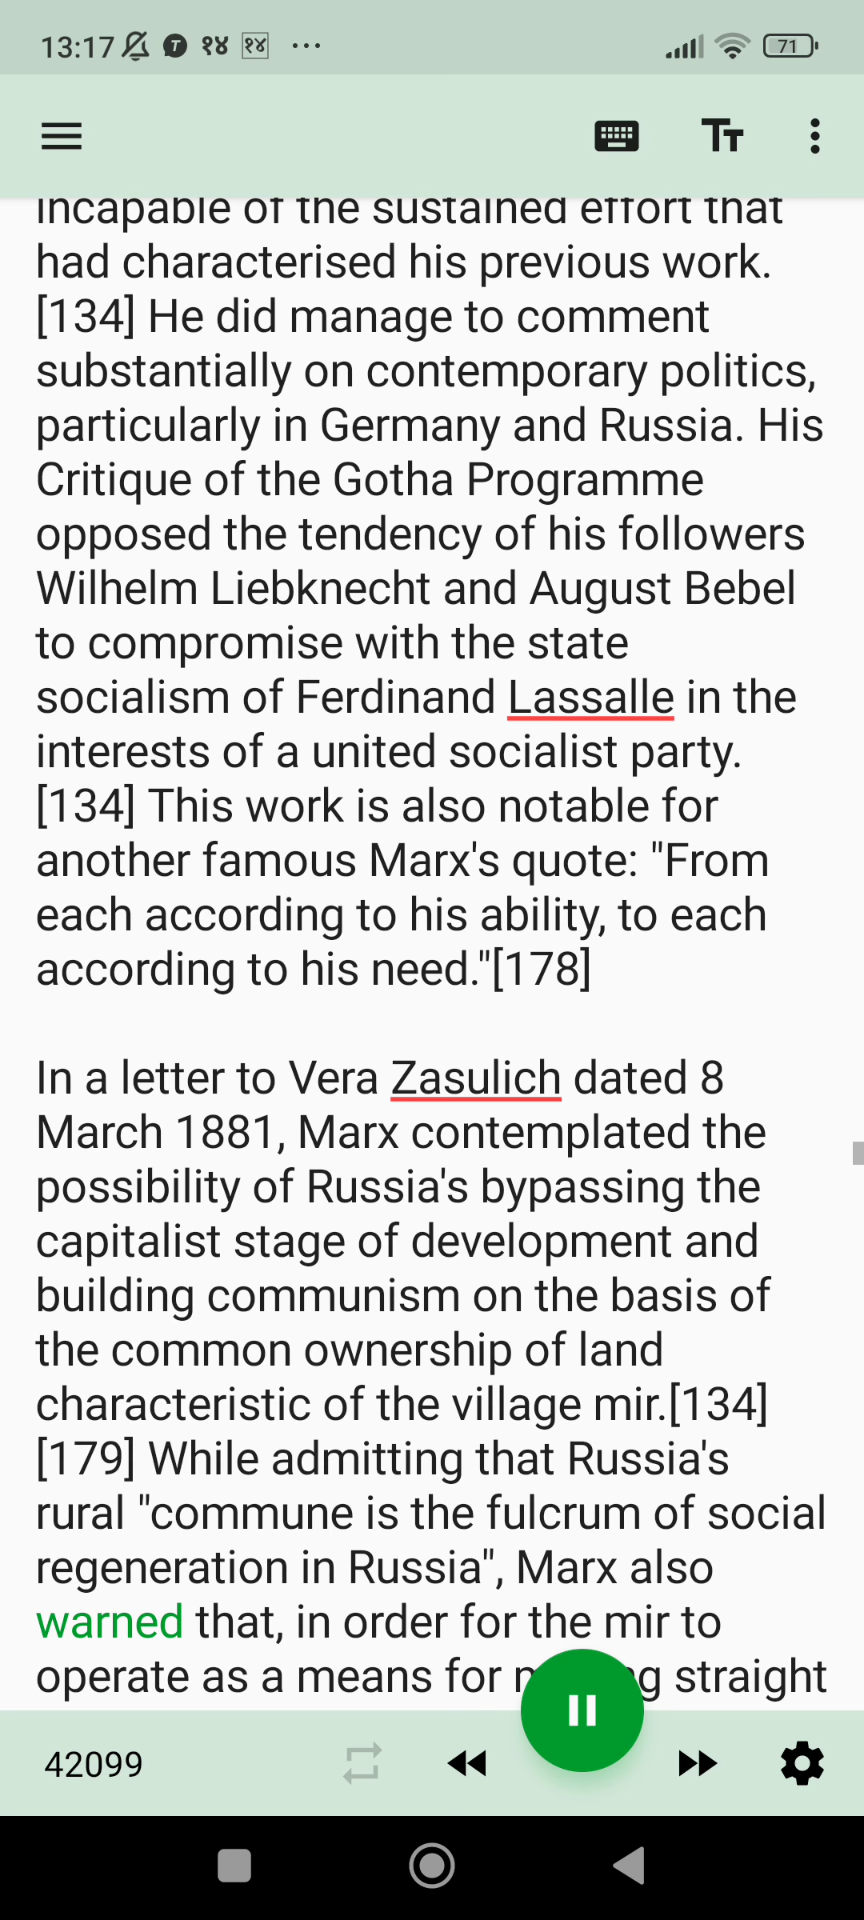 13:17 T १४ १४ ... 71
incapable of the sustained effort that
had characterised his previous work.
[134] He did manage to comment
substantially on contemporary politics,
particularly in Germany and Russia. His
Critique of the Gotha Programme
opposed the tendency of his followers
Wilhelm Liebknecht and August Bebel
to compromise with the state
socialism of Ferdinand Lassalle in the
interests of a united socialist party.
[134] This work is also notable for
another famous Marx's quote: "From
each according to his ability, to each
according to his need."[178]
In a letter to Vera Zasulich dated 8
March 1881, Marx contemplated the
possibility of Russia's bypassing the
capitalist stage of development and
building communism on the basis of
the common ownership of land
characteristic of the village mir.[134]
[179] While admitting that Russia's
rural "commune is the fulcrum of social
regeneration in Russia", Marx also
warned that, in order for the mir to
operate as a means for straight
42099